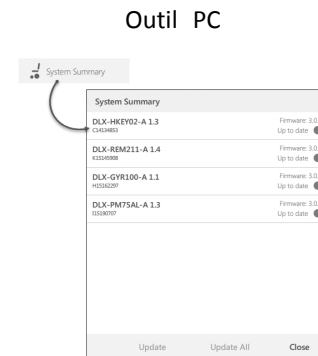 Outil PC
System Summary
System Summary
DLX-HKEY02-A 1.3
Firmware: 3.0.
C14134853
Up to date
DLX-REM211-A 1.4
Firmware: 3.0.
K15145908
Up to date
DLX-GYR100-A 1.1
Firmware: 3.0.
H15162297
Up to date
DLX-PM75AL-A 1.3
Firmware: 3.0.
I15190707
Up to date
Update
Update All
Close